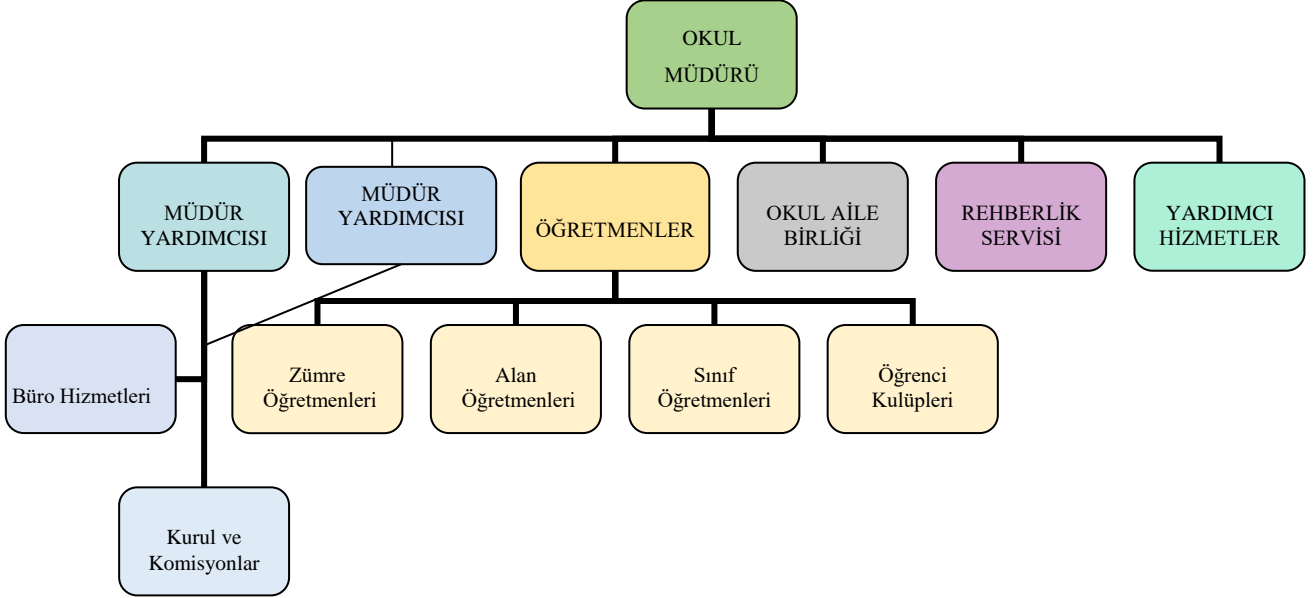 OKUL
MÜDÜRÜ
MÜDÜR
YARDIMCISI
MÜDÜR
YARDIMCISI
ÖĞRETMENLER
OKUL AİLE
BİRLİĞİ
REHBERLİK
SERVİSİ
YARDIMCI
HİZMETLER
Büro Hizmetleri
Zümre
Öğretmenleri
Alan
Öğretmenleri
Sınıf
Öğretmenleri
Öğrenci
Kulüpleri
Kurul ve
Komisyonlar